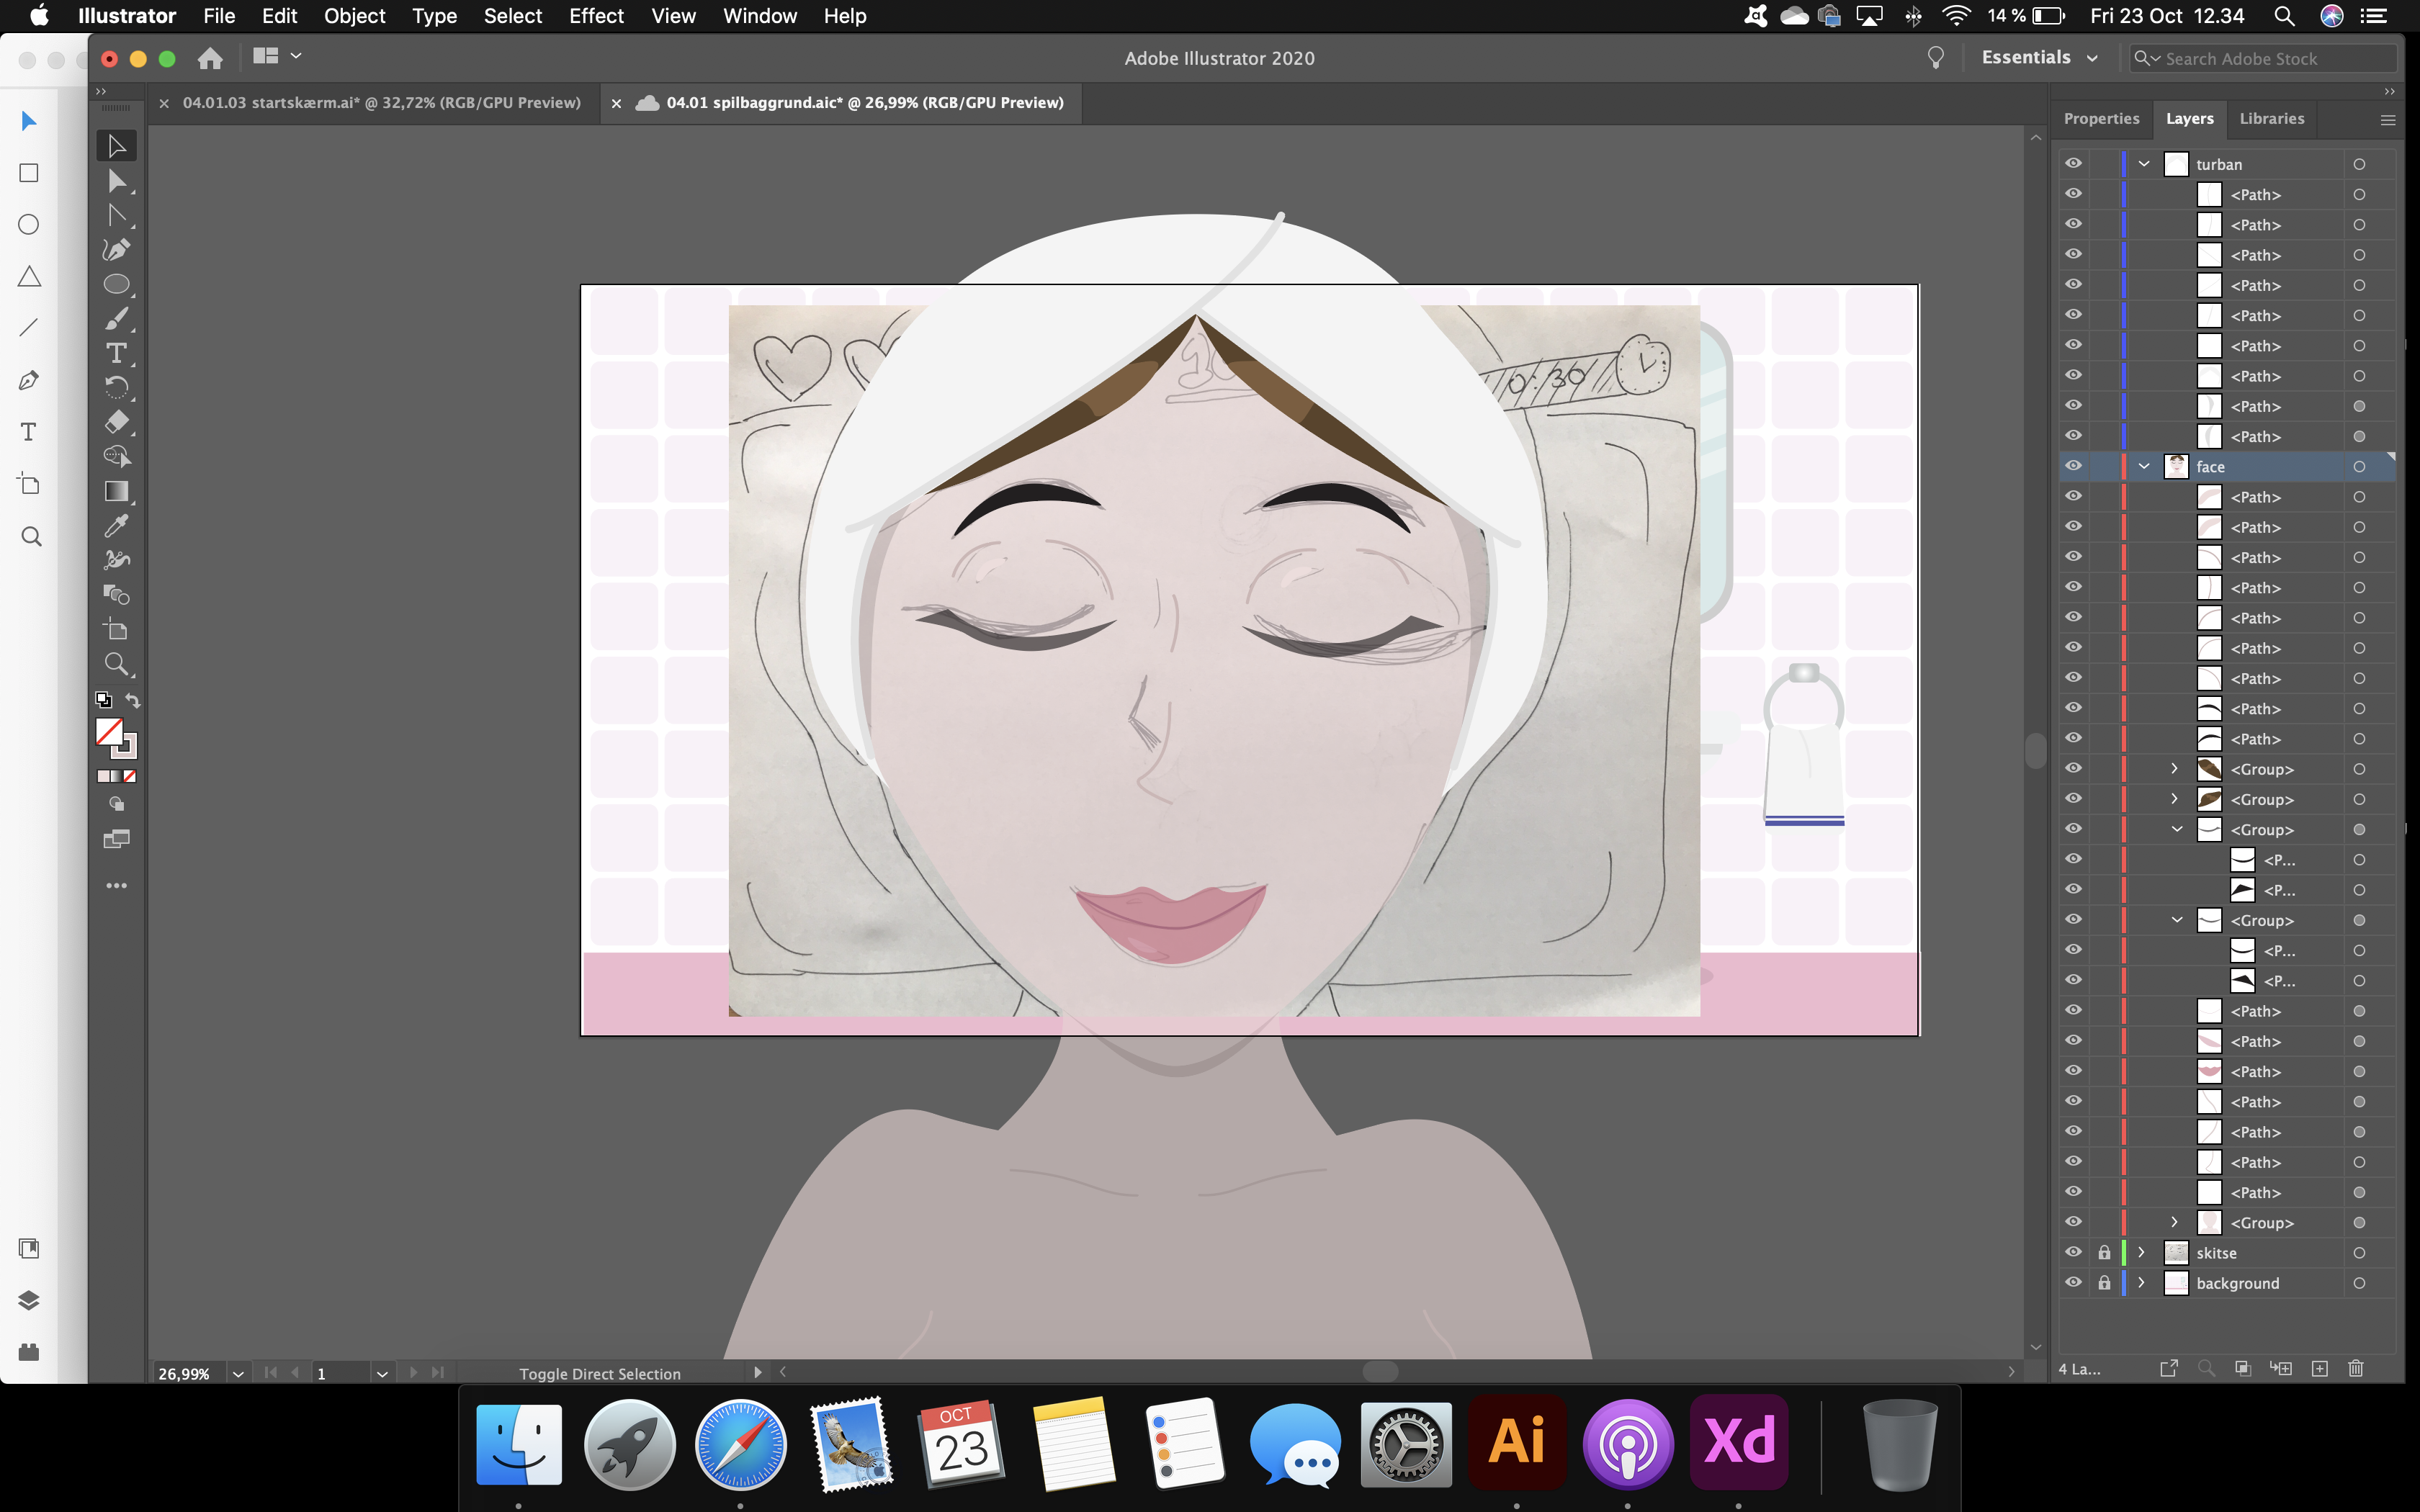 Illustrator File Edit Object Type Select Effect View Window Help
14 % Fri 23 Oct 12.34
Adobe Illustrator 2020
Essentials
Search Adobe Stock
04.01.03 startskærm.ai* @ 32,72% (RGB/GPU Preview)
04.01 spilbaggrund.aic* @ 26,99% (RGB/GPU Preview)
Properties Layers Libraries
turban
<Path>
<Path>
<Path>
<Path>
<Path>
<Path>
<Path>
<Path>
<Path>
face
<Path>
<Path>
<Path>
<Path>
<Path>
<Path>
<Path>
<Path>
<Path>
<Group>
<Group>
<Group>
<P...
<P...
<Group>
<P...
<P...
<Path>
<Path>
<Path>
<Path>
<Path>
<Path>
<Path>
<Group>
skitse
background
0:30
26,99%
1
Toggle Direct Selection
4 La...
OCT
23
Ai
Xd